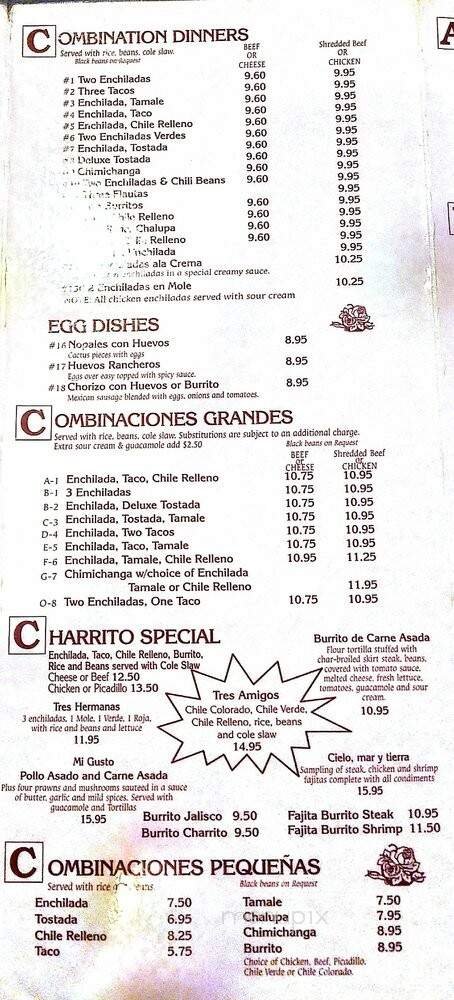 COMBINATION DINNERS
Served with rice, beans, cole slaw.
Black beans on Request
BEEF OR CHEESE
Shredded Beef OR CHICKEN
#1 Two Enchiladas 9.60 9.95
#2 Three Tacos 9.60 9.95
#3 Enchilada, Tamale 9.60 9.95
#4 Enchilada, Taco 9.60 9.95
#5 Enchilada, Chile Relleno 9.60 9.95
#6 Two Enchiladas Verdes 9.60 9.95
#7 Enchilada, Tostada 9.60 9.95
Deluxe Tostada 9.60 9.95
Chimichanga 9.60 9.95
Two Enchiladas & Chili Beans 9.60 9.95
Flautas 9.95
Burritos 9.60 9.95
Chile Relleno 9.60 9.95
Chalupa 9.60 9.95
Relleno 9.60 9.95
Enchilada 9.95
ala Crema 10.25
Enchiladas in a special creamy sauce.
2 Enchiladas en Mole 10.25
NOTE: All chicken enchiladas served with sour cream
EGG DISHES
#16 Nopales con Huevos 8.95
Cactus pieces with eggs
#17 Huevos Rancheros 8.95
Eggs over easy topped with spicy sauce.
#18 Chorizo con Huevos or Burrito 8.95
Mexican sausage blended with eggs, onions and tomatoes.
COMBINACIONES GRANDES
Served with rice, beans, cole slaw. Substitutions are subject to an additional charge.
Extra sour cream & guacamole add $2.50
Black beans on Request
BEEF or CHEESE
Shredded Beef or CHICKEN
A-1 Enchilada, Taco, Chile Relleno 10.75 10.95
B-1 3 Enchiladas 10.75 10.95
B-2 Enchilada, Deluxe Tostada 10.75 10.95
C-3 Enchilada, Tostada, Tamale 10.75 10.95
D-4 Enchilada, Two Tacos 10.75 10.95
E-5 Enchilada, Taco, Tamale 10.75 10.95
F-6 Enchilada, Tamale, Chile Relleno 10.95 11.25
G-7 Chimichanga w/choice of Enchilada
Tamale or Chile Relleno 11.95
O-8 Two Enchiladas, One Taco 10.75 10.95
CHARRITO SPECIAL
Enchilada, Taco, Chile Relleno, Burrito,
Rice and Beans served with Cole Slaw
Cheese or Beef 12.50
Chicken or Picadillo 13.50
Burrito de Carne Asada
Flour tortilla stuffed with
char-broiled skirt steak, beans,
covered with tomato sauce,
melted cheese, fresh lettuce,
tomatoes, guacamole and sour
cream.
10.95
Tres Hermanas
3 enchiladas, 1 Mole, 1 Verde, 1 Roja,
with rice and beans and lettuce
11.95
Tres Amigos
Chile Colorado, Chile Verde,
Chile Relleno, rice, beans
and cole slaw
14.95
Mi Gusto
Pollo Asado and Carne Asada
Plus four prawns and mushrooms sauteed in a sauce
of butter, garlic and mild spices. Served with
guacamole and Tortillas
15.95
Cielo, mar y tierra
Sampling of steak, chicken and shrimp
fajitas complete with all condiments
15.95
Burrito Jalisco 9.50
Burrito Charrito 9.50
Fajita Burrito Steak 10.95
Fajita Burrito Shrimp 11.50
COMBINACIONES PEQUEÑAS
Served with rice
Black beans on Request
Enchilada 7.50
Tostada 6.95
Chile Relleno 8.25
Taco 5.75
Tamale 7.50
Chalupa 7.95
Chimichanga 8.95
Burrito 8.95
Choice of Chicken, Beef, Picadillo,
Chile Verde or Chile Colorado.